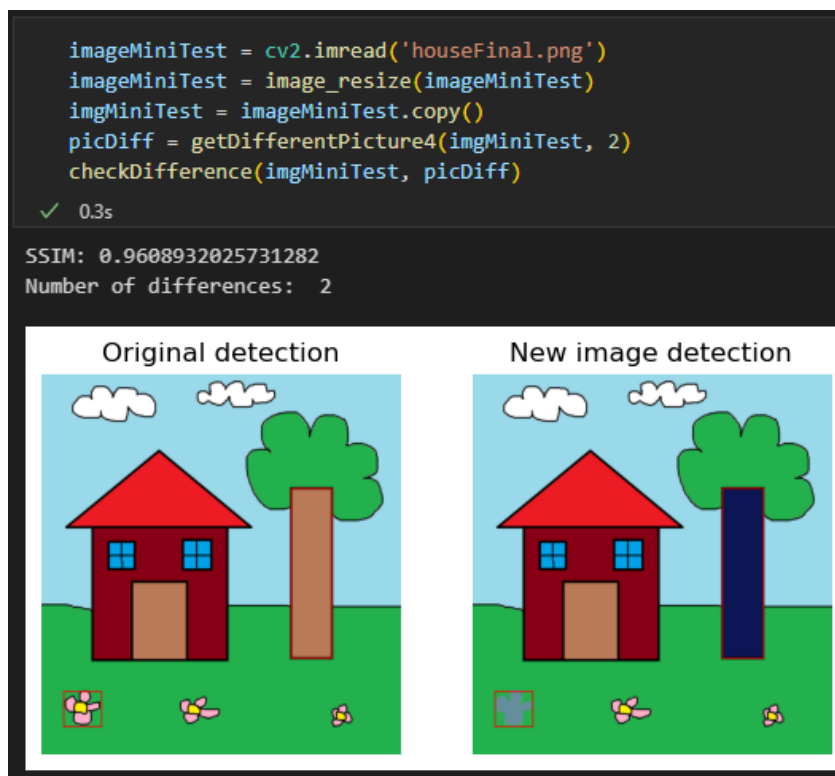 imageMiniTest = cv2.imread('houseFinal.png')
imageMiniTest = image_resize(imageMiniTest)
imgMiniTest = imageMiniTest.copy()
picDiff = getDifferentPicture4(imgMiniTest, 2)
checkDifference(imgMiniTest, picDiff)
✓ 0.3s
SSIM: 0.9608932025731282
Number of differences:  2
Original detection
New image detection